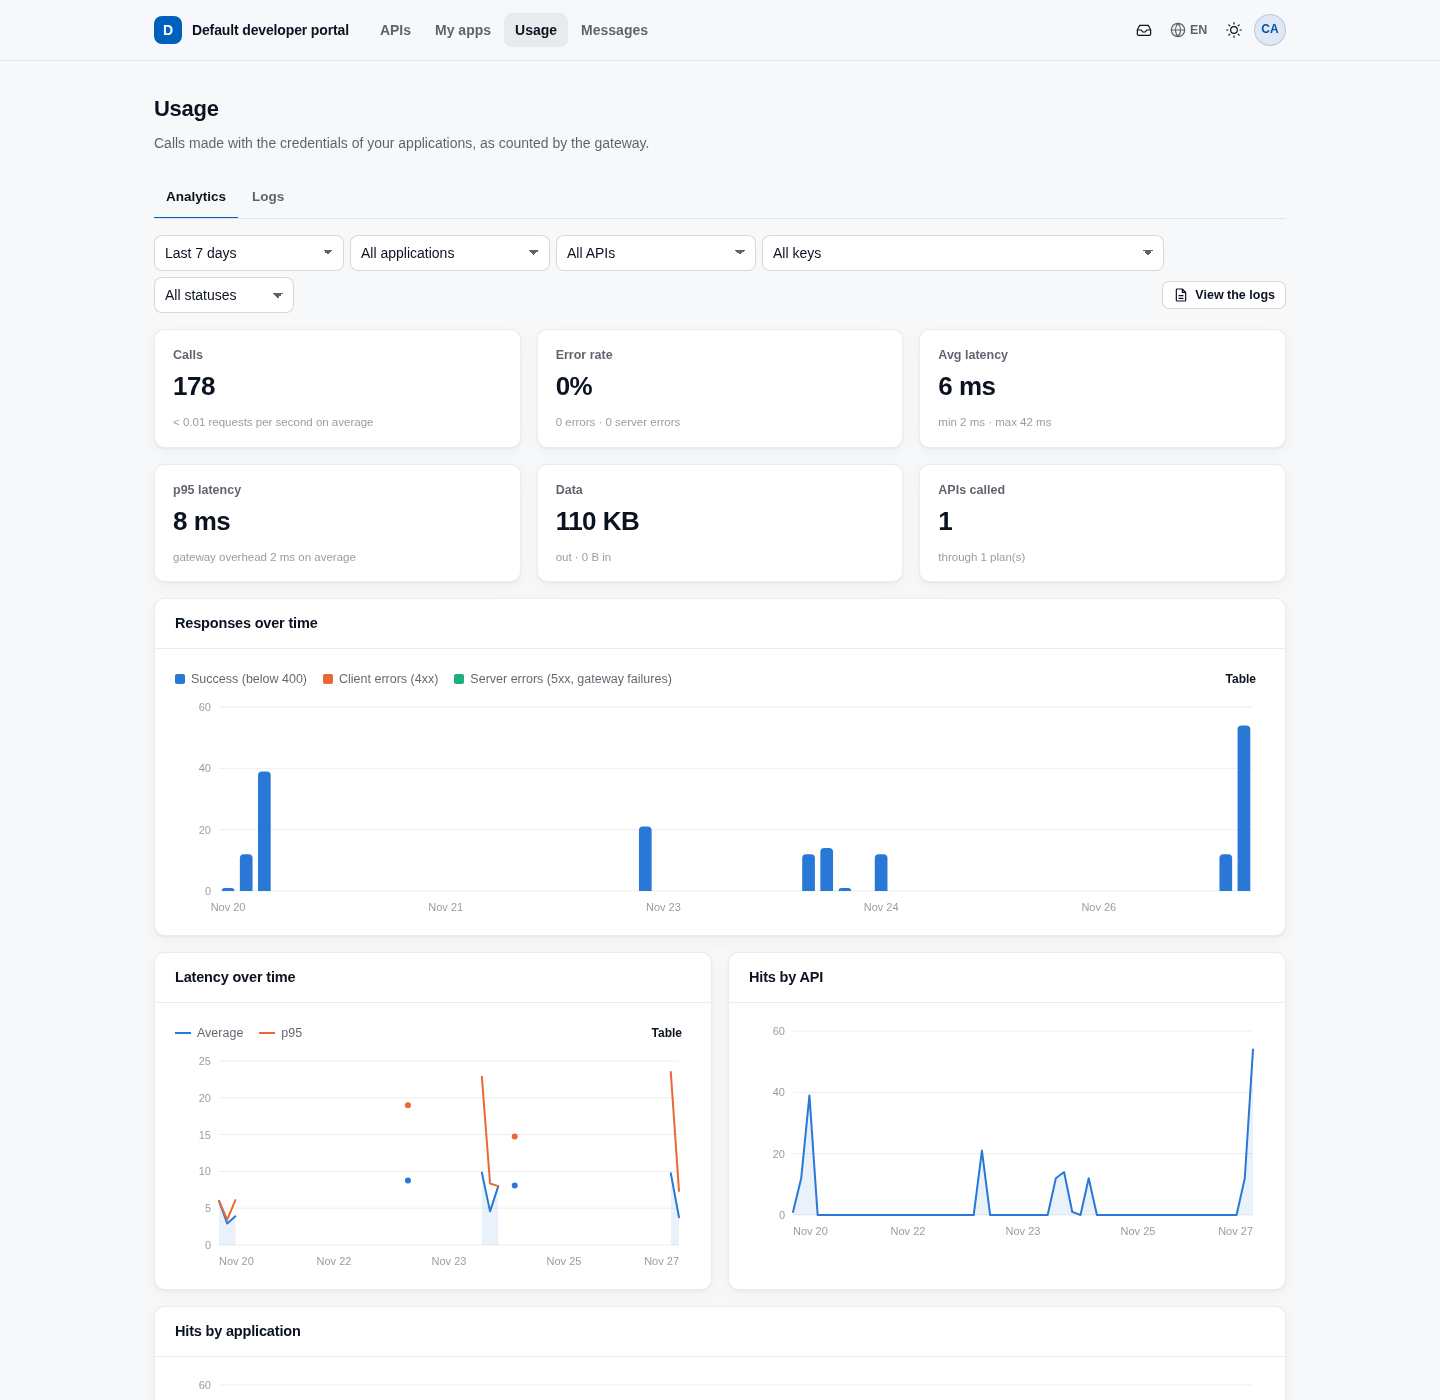 D Default developer portal APIs My apps Usage Messages EN CA
Usage
Calls made with the credentials of your applications, as counted by the gateway.
Analytics Logs
Last 7 days All applications All APIs All keys
All statuses View the logs
Calls
178
< 0.01 requests per second on average
Error rate
0%
0 errors · 0 server errors
Avg latency
6 ms
min 2 ms · max 42 ms
p95 latency
8 ms
gateway overhead 2 ms on average
Data
110 KB
out · 0 B in
APIs called
1
through 1 plan(s)
Responses over time
Success (below 400) Client errors (4xx) Server errors (5xx, gateway failures) Table
60
40
20
0
Nov 20 Nov 21 Nov 23 Nov 24 Nov 26
Latency over time
Average p95 Table
25
20
15
10
5
0
Nov 20 Nov 22 Nov 23 Nov 25 Nov 27
Hits by API
60
40
20
0
Nov 20 Nov 22 Nov 23 Nov 25 Nov 27
Hits by application
60